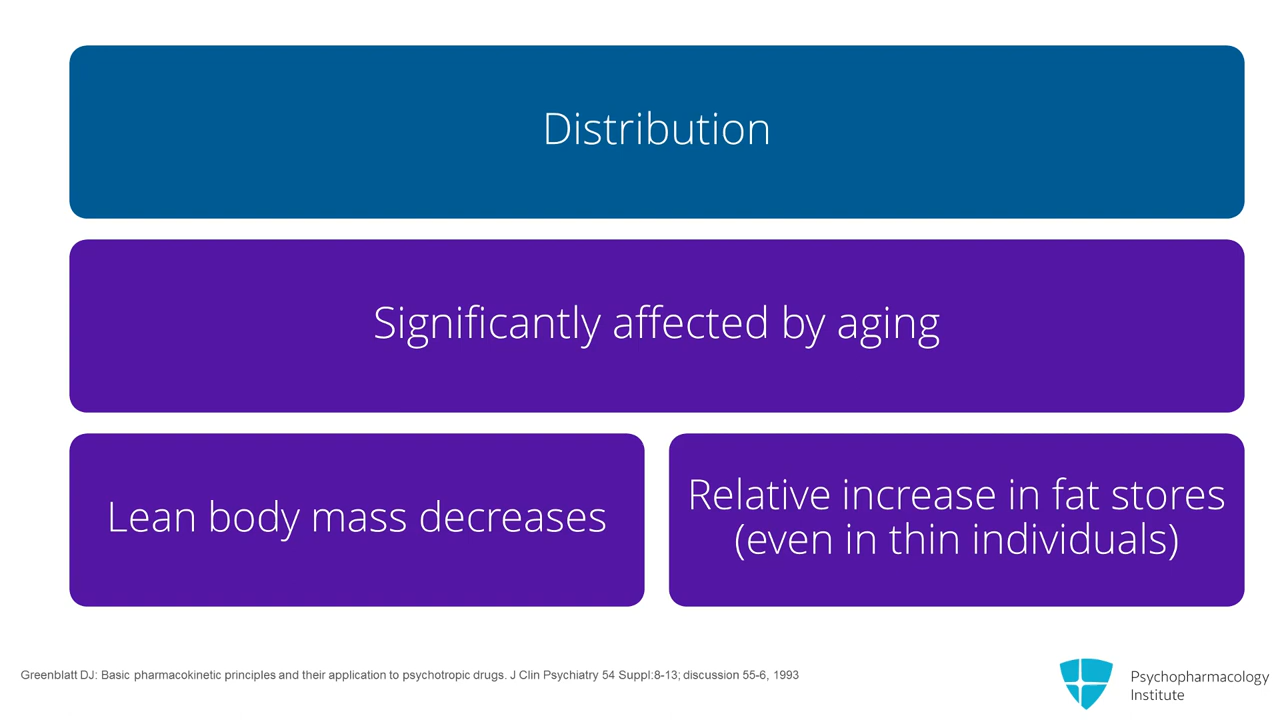 Distribution
Significantly affected by aging
Lean body mass decreases
Relative increase in fat stores
(even in thin individuals)
Greenblatt DJ: Basic pharmacokinetic principles and their application to psychotropic drugs. J Clin Psychiatry 54 Suppl:8-13; discussion 55-6, 1993
Psychopharmacology
Institute